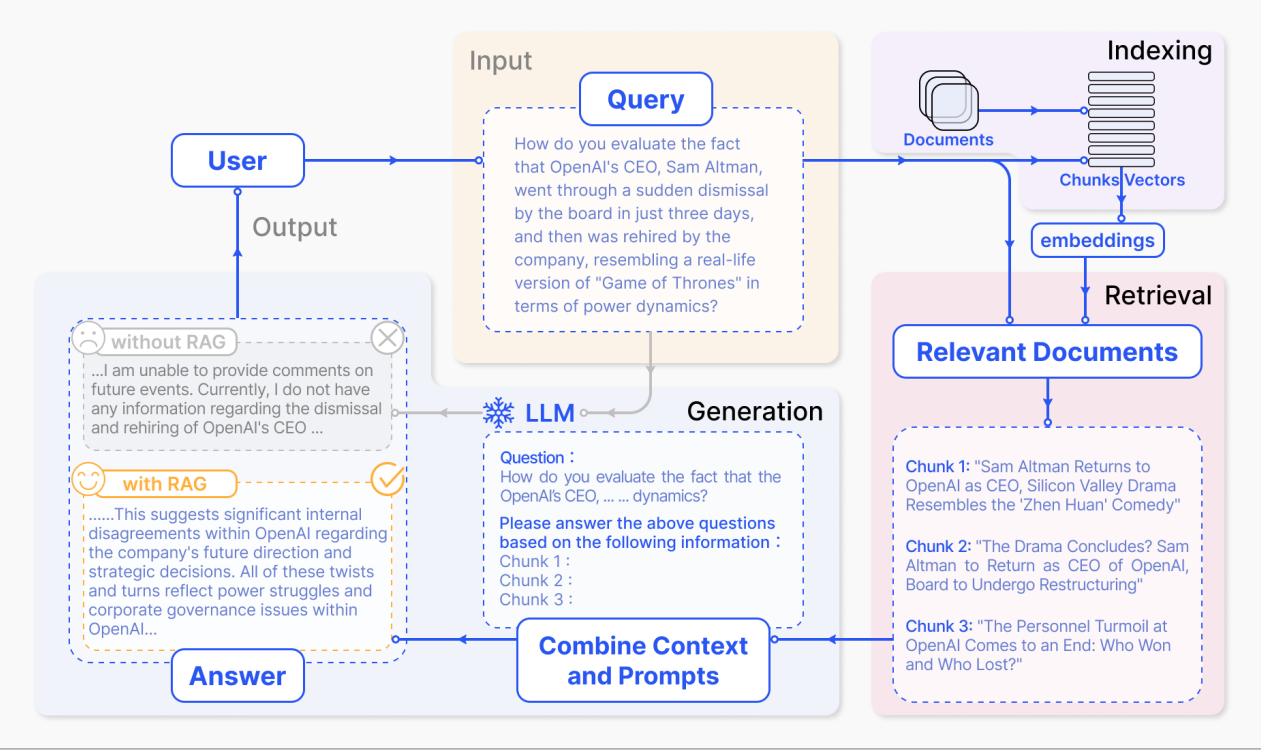 Input
Query
How do you evaluate the fact
that OpenAI's CEO, Sam Altman,
went through a sudden dismissal
by the board in just three days,
and then was rehired by the
company, resembling a real-life
version of "Game of Thrones" in
terms of power dynamics?
Indexing
Documents
Chunks Vectors
embeddings
User
Output
Retrieval
Relevant Documents
Chunk 1: "Sam Altman Returns to
OpenAI as CEO, Silicon Valley Drama
Resembles the 'Zhen Huan' Comedy"
Chunk 2: "The Drama Concludes? Sam
Altman to Return as CEO of OpenAI,
Board to Undergo Restructuring"
Chunk 3: "The Personnel Turmoil at
OpenAI Comes to an End: Who Won
and Who Lost?"
LLM
Generation
Question :
How do you evaluate the fact that the
OpenAI's CEO, ... ... dynamics?
Please answer the above questions
based on the following information :
Chunk 1 :
Chunk 2 :
Chunk 3 :
Combine Context
and Prompts
without RAG
...I am unable to provide comments on
future events. Currently, I do not have
any information regarding the dismissal
and rehiring of OpenAI's CEO ...
with RAG
......This suggests significant internal
disagreements within OpenAI regarding
the company's future direction and
strategic decisions. All of these twists
and turns reflect power struggles and
corporate governance issues within
OpenAI...
Answer